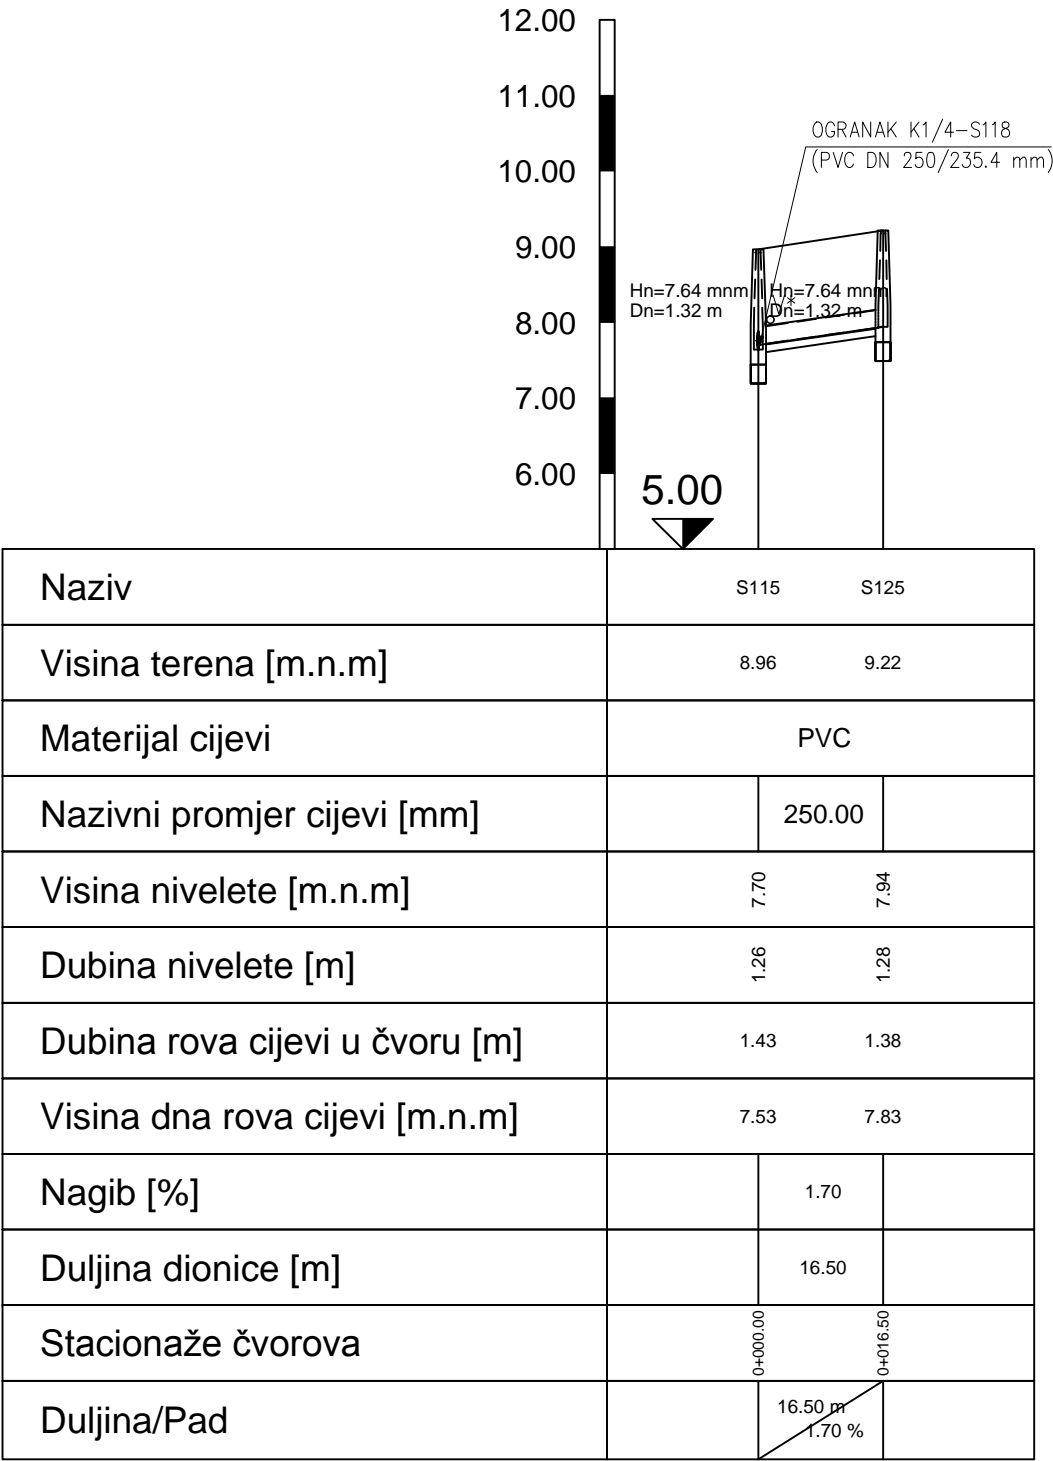 12.00
11.00
10.00
9.00
8.00
7.00
6.00
OGRANAK K1/4-S118
(PVC DN 250/235.4 mm)
Hn=7.64 mnm
Dn=1.32 m
Hn=7.64 mnm
Dn=1.32 m
5.00
Naziv S115 S125
Visina terena [m.n.m] 8.96 9.22
Materijal cijevi PVC
Nazivni promjer cijevi [mm] 250.00
Visina nivelete [m.n.m] 7.70 7.94
Dubina nivelete [m] 1.26 1.28
Dubina rova cijevi u čvoru [m] 1.43 1.38
Visina dna rova cijevi [m.n.m] 7.53 7.83
Nagib [%] 1.70
Duljina dionice [m] 16.50
Stacionaže čvorova 0+000.00 0+016.50
Duljina/Pad 16.50 m
1.70 %